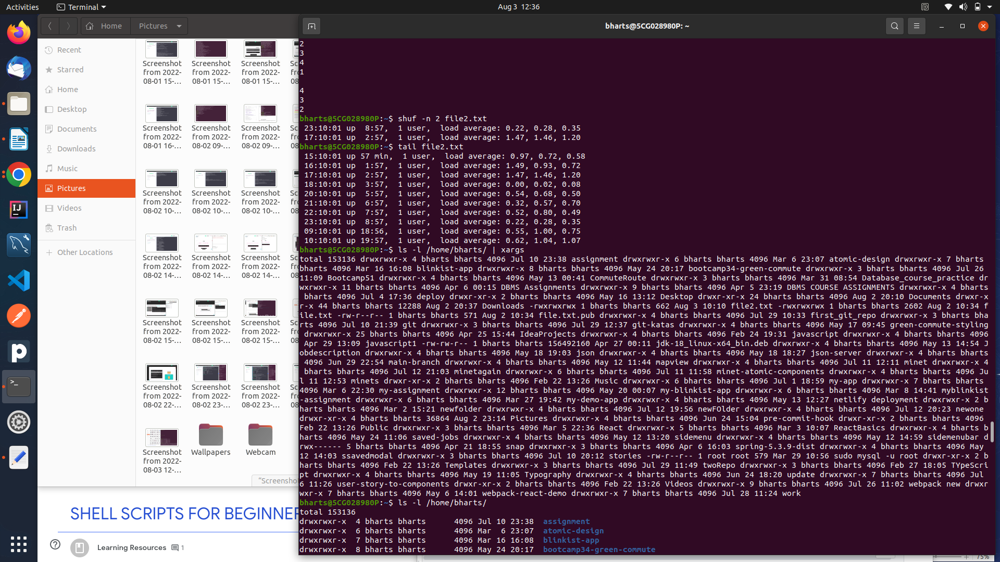 Activities
Terminal
Aug 3 12:36
Home
Pictures
bharts@5CG028980P: ~
Recent
Starred
Home
Desktop
Documents
Downloads
Music
Pictures
Videos
Trash
Other Locations
Screenshot from 2022-08-01 15-…
Screenshot from 2022-08-01 15-…
Screenshot from 2022-08-01 15-…
Screenshot from 2022-08-01 16-…
Screenshot from 2022-08-02 09-…
Screenshot from 2022-08-02 09-…
Screenshot from 2022-08-02 10-…
Screenshot from 2022-08-02 10-…
Screenshot from 2022-08-02 10-…
Screenshot from 2022-08-02 14-…
Screenshot from 2022-08-02 14-…
Screenshot from 2022-08-02 14-…
Screenshot from 2022-08-02 15-…
Screenshot from 2022-08-02 15-…
Screenshot from 2022-08-02 15-…
Screenshot from 2022-08-02 22-…
Screenshot from 2022-08-02 23-…
Screenshot from 2022-08-02 23-…
Screenshot from 2022-08-03 12-…
Wallpapers
Webcam
"Screensho
SHELL SCRIPTS FOR BEGINNER
Learning Resources 1
2
3
4
1
4
3
2
bharts@5CG028980P:~$ shuf -n 2 file2.txt
23:10:01 up  8:57,  1 user,  load average: 0.22, 0.28, 0.35
17:10:01 up  2:57,  1 user,  load average: 1.47, 1.46, 1.20
bharts@5CG028980P:~$ tail file2.txt
15:10:01 up 57 min,  1 user,  load average: 0.97, 0.72, 0.58
16:10:01 up  1:57,  1 user,  load average: 1.49, 0.93, 0.72
17:10:01 up  2:57,  1 user,  load average: 1.47, 1.46, 1.20
18:10:01 up  3:57,  1 user,  load average: 0.00, 0.02, 0.08
20:10:01 up  5:57,  1 user,  load average: 0.54, 0.68, 0.50
21:10:01 up  6:57,  1 user,  load average: 0.32, 0.57, 0.70
22:10:01 up  7:57,  1 user,  load average: 0.52, 0.80, 0.49
23:10:01 up  8:57,  1 user,  load average: 0.22, 0.28, 0.35
09:10:01 up 18:56,  1 user,  load average: 0.55, 1.00, 0.75
10:10:01 up 19:57,  1 user,  load average: 0.62, 1.04, 1.07
bharts@5CG028980P:~$ ls -l /home/bharts/ | xargs
total 153136 drwxrwxr-x 4 bharts bharts 4096 Jul 10 23:38 assignment drwxrwxr-x 6 bharts bharts 4096 Mar 6 23:07 atomic-design drwxrwxr-x 7 bharts
bharts 4096 Mar 16 16:08 blinkist-app drwxrwxr-x 8 bharts bharts 4096 May 24 20:17 bootcamp34-green-commute drwxrwxr-x 3 bharts bharts 4096 Jul 26
11:09 Bootcamp51 drwxrwxr-x 4 bharts bharts 4096 May 13 00:41 CommuteRoute drwxrwxr-x 3 bharts bharts 4096 Mar 31 08:54 Database_course_practice dr
wxrwxr-x 11 bharts bharts 4096 Apr 6 00:15 DBMS Assignments drwxrwxr-x 9 bharts bharts 4096 Apr 5 23:19 DBMS COURSE ASSIGNMENTS drwxrwxr-x 4 bharts
bharts 4096 Jul 4 17:36 deploy drwxr-xr-x 2 bharts bharts 4096 May 16 13:12 Desktop drwxr-xr-x 24 bharts bharts 4096 Aug 2 20:10 Documents drwxr-x
r-x 44 bharts bharts 12288 Aug 2 20:37 Downloads -rwxrwxrwx 1 bharts bharts 662 Aug 3 10:10 file2.txt -rwxrwxrwx 1 bharts bharts 2602 Aug 2 10:34 f
ile.txt -rw-r--r-- 1 bharts bharts 571 Aug 2 10:34 file.txt.pub drwxrwxr-x 4 bharts bharts 4096 Jul 29 10:33 first_git_repo drwxrwxr-x 3 bharts bha
rts 4096 Jul 10 21:39 git drwxrwxr-x 3 bharts bharts 4096 Jul 29 12:37 git-katas drwxrwxr-x 4 bharts bharts 4096 May 17 09:45 green-commute-styling
drwxrwxr-x 25 bharts bharts 4096 Apr 25 15:44 IdeaProjects drwxrwxr-x 4 bharts bharts 4096 Feb 24 19:31 javascript drwxrwxr-x 4 bharts bharts 4096
Apr 29 13:09 javascript1 -rw-rw-r-- 1 bharts bharts 156492160 Apr 27 00:11 jdk-18_linux-x64_bin.deb drwxrwxr-x 4 bharts bharts 4096 May 13 14:54 J
obdescription drwxrwxr-x 4 bharts bharts 4096 May 18 19:03 json drwxrwxr-x 4 bharts bharts 4096 May 18 18:27 json-server drwxrwxr-x 4 bharts bharts
4096 Jun 29 22:54 main-branch drwxrwxr-x 4 bharts bharts 4096 May 12 11:44 mapview drwxrwxr-x 4 bharts bharts 4096 Jul 11 12:11 minet drwxrwxr-x 4
bharts bharts 4096 Jul 12 21:03 minetagain drwxrwxr-x 6 bharts bharts 4096 Jul 11 11:58 minet-atomic-components drwxrwxr-x 4 bharts bharts 4096 Ju
l 11 12:53 minets drwxr-xr-x 2 bharts bharts 4096 Feb 22 13:26 Music drwxrwxr-x 6 bharts bharts 4096 Jul 1 18:59 my-app drwxrwxr-x 7 bharts bharts
4096 Mar 6 22:30 my-assignment drwxrwxr-x 12 bharts bharts 4096 May 20 00:07 my-blinkist-app drwxrwxr-x 6 bharts bharts 4096 Mar 8 14:41 myblinkist
-assignment drwxrwxr-x 6 bharts bharts 4096 Mar 27 19:42 my-demo-app drwxrwxr-x 4 bharts bharts 4096 May 13 12:27 netlify deployment drwxrwxr-x 2 b
harts bharts 4096 Mar 2 15:21 newfolder drwxrwxr-x 4 bharts bharts 4096 Jul 12 19:56 newFOlder drwxrwxr-x 4 bharts bharts 4096 Jul 12 20:23 newone
drwxr-xr-x 4 bharts bharts 36864 Aug 2 23:14 Pictures drwxrwxr-x 4 bharts bharts 4096 Jun 24 15:04 pre-commit-hook drwxr-xr-x 2 bharts bharts 4096
Feb 22 13:26 Public drwxrwxr-x 3 bharts bharts 4096 Mar 5 22:36 React drwxrwxr-x 5 bharts bharts 4096 Mar 3 10:07 ReactBasics drwxrwxr-x 4 bharts b
harts 4096 May 24 11:06 saved-jobs drwxrwxr-x 4 bharts bharts 4096 May 12 13:20 sidemenu drwxrwxr-x 4 bharts bharts 4096 May 12 14:59 sidemenubar d
rwx------ 5 bharts bharts 4096 Apr 21 18:55 snap drwxrwxr-x 3 bharts bharts 4096 Apr 6 16:03 spring-5.3.9-dist drwxrwxr-x 4 bharts bharts 4096 May
12 14:03 ssavedmodal drwxrwxr-x 3 bharts bharts 4096 Jul 10 20:12 stories -rw-r--r-- 1 root root 579 Mar 29 10:56 sudo mysql -u root drwxr-xr-x 2 b
harts bharts 4096 Feb 22 13:26 Templates drwxrwxr-x 3 bharts bharts 4096 Jul 29 11:49 twoRepo drwxrwxr-x 3 bharts bharts 4096 Feb 27 18:05 TYpeScri
pt drwxrwxr-x 4 bharts bharts 4096 May 19 11:05 Typography drwxrwxr-x 4 bharts bharts 4096 Jun 24 18:20 update drwxrwxr-x 7 bharts bharts 4096 Jul
6 11:26 user-story-to-components drwxr-xr-x 2 bharts bharts 4096 Feb 22 13:26 Videos drwxrwxr-x 9 bharts bharts 4096 Jul 26 11:02 webpack new drwxr
wxr-x 7 bharts bharts 4096 May 6 14:01 webpack-react-demo drwxrwxr-x 7 bharts bharts 4096 Jul 28 11:24 work
bharts@5CG028980P:~$ ls -l /home/bharts/
total 153136
drwxrwxr-x  4 bharts bharts      4096 Jul 10 23:38  assignment
drwxrwxr-x  6 bharts bharts      4096 Mar  6 23:07  atomic-design
drwxrwxr-x  7 bharts bharts      4096 Mar 16 16:08  blinkist-app
drwxrwxr-x  8 bharts bharts      4096 May 24 20:17  bootcamp34-green-commute
75%